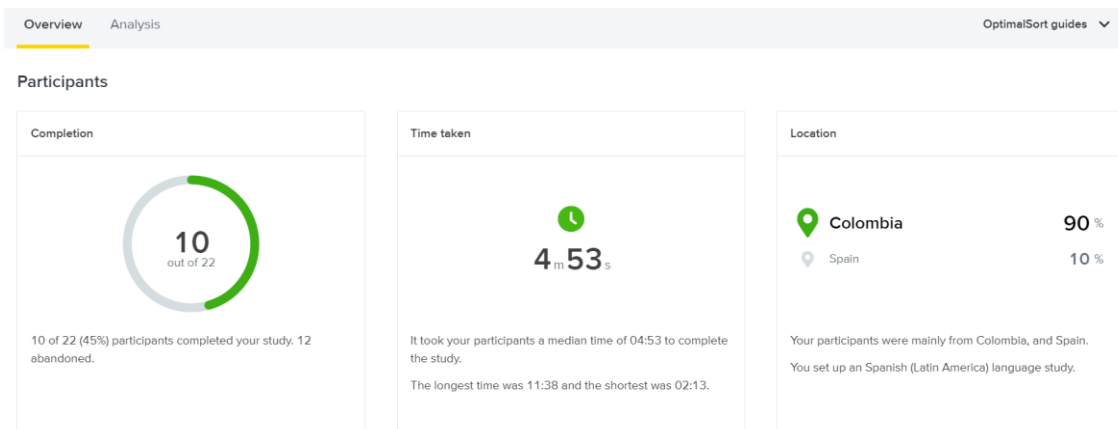 Overview Analysis OptimalSort guides
Participants
Completion
10
out of 22
10 of 22 (45%) participants completed your study. 12
abandoned.
Time taken
4 m 53 s
It took your participants a median time of 04:53 to complete
the study.
The longest time was 11:38 and the shortest was 02:13.
Location
Colombia 90 %
Spain 10 %
Your participants were mainly from Colombia, and Spain.
You set up an Spanish (Latin America) language study.